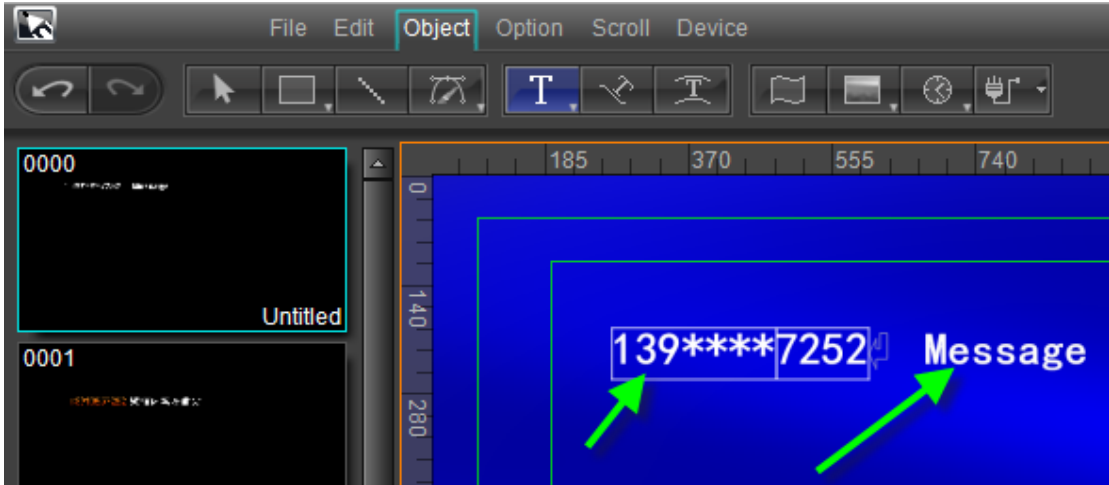 File Edit Object Option Scroll Device
T T
0000
Untitled
0001
185 370 555 740
0
140
280
139****7252 Message